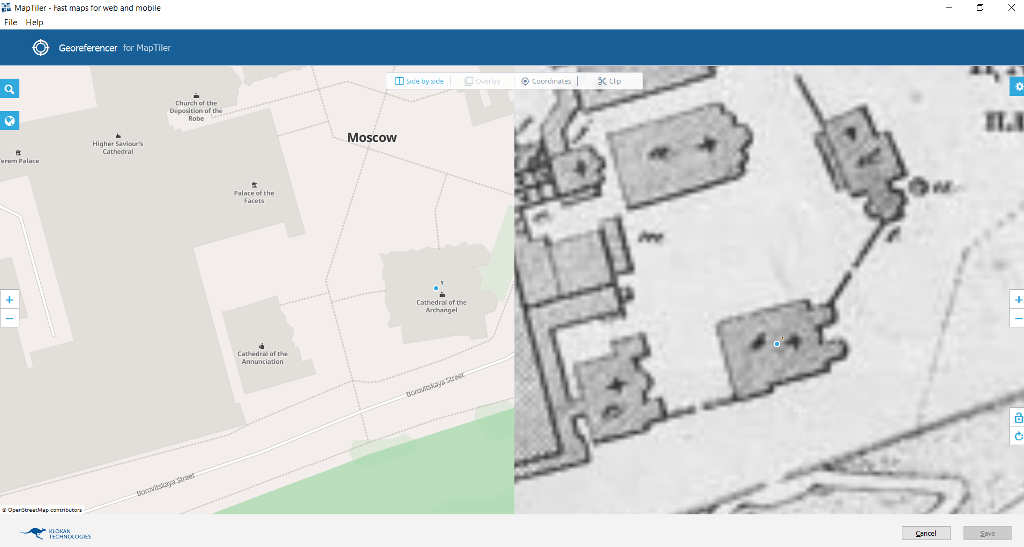 MapTiler - Fast maps for web and mobile
File Help
Georeferencer for MapTiler
Side by side
Overlay
Coordinates
Clip
Church of the
Deposition of the
Robe
Moscow
Higher Saviour's
Cathedral
erem Palace
Palace of the
Facets
1
Cathedral of the
Archangel
Cathedral of the
Annunciation
Borovitskaya Street
Borovitskaya Street
© OpenStreetMap contributors
KLOKAN
TECHNOLOGIES
Cancel
Save